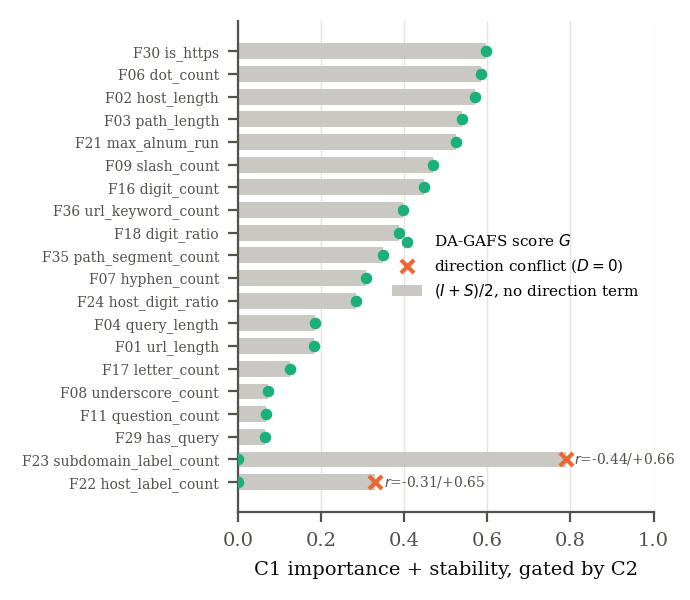 F30 is_https
F06 dot_count
F02 host_length
F03 path_length
F21 max_alnum_run
F09 slash_count
F16 digit_count
F36 url_keyword_count
F18 digit_ratio
F35 path_segment_count
F07 hyphen_count
F24 host_digit_ratio
F04 query_length
F01 url_length
F17 letter_count
F08 underscore_count
F11 question_count
F29 has_query
F23 subdomain_label_count
F22 host_label_count
DA-GAFS score G
direction conflict (D = 0)
(I + S)/2, no direction term
r=-0.44/+0.66
r=-0.31/+0.65
0.0 0.2 0.4 0.6 0.8 1.0
C1 importance + stability, gated by C2